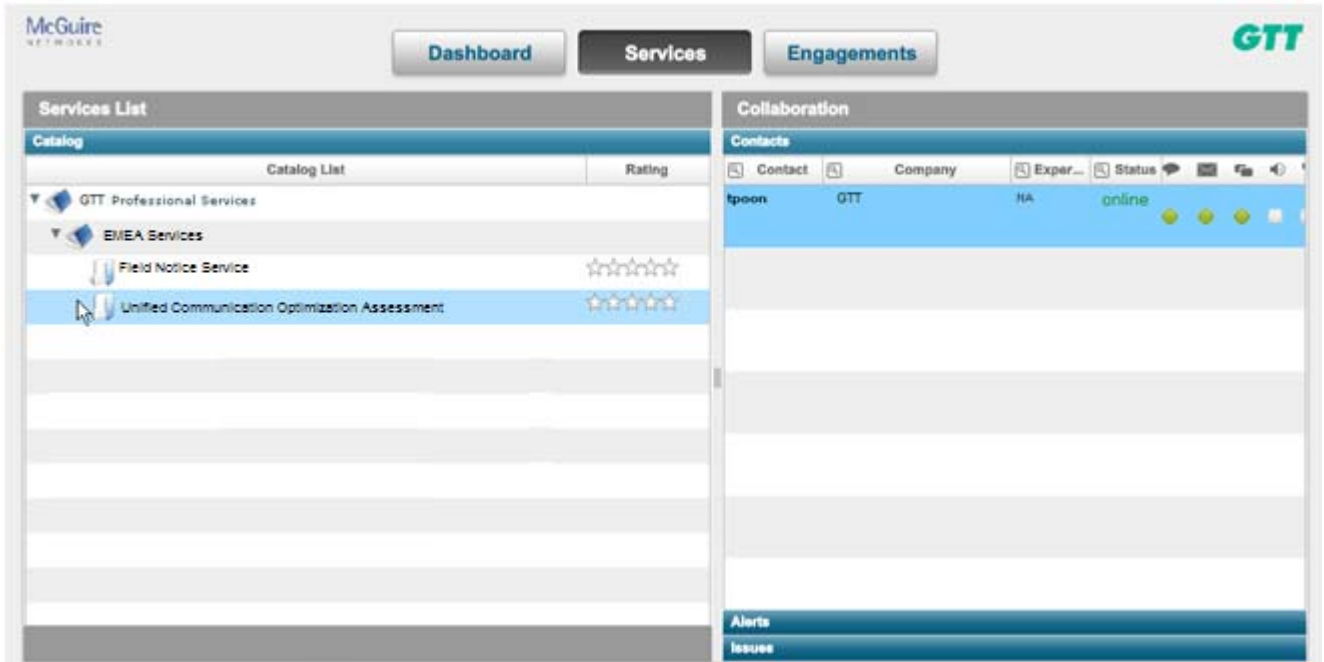 McGuire
NETWORKS
Dashboard
Services
Engagements
GTT
Services List
Catalog
Catalog List
Rating
GTT Professional Services
EMEA Services
Field Notice Service
Unified Communication Optimization Assessment
Collaboration
Contacts
Contact
Company
Exper...
Status
tpoon
GTT
NA
online
Alerts
Issues